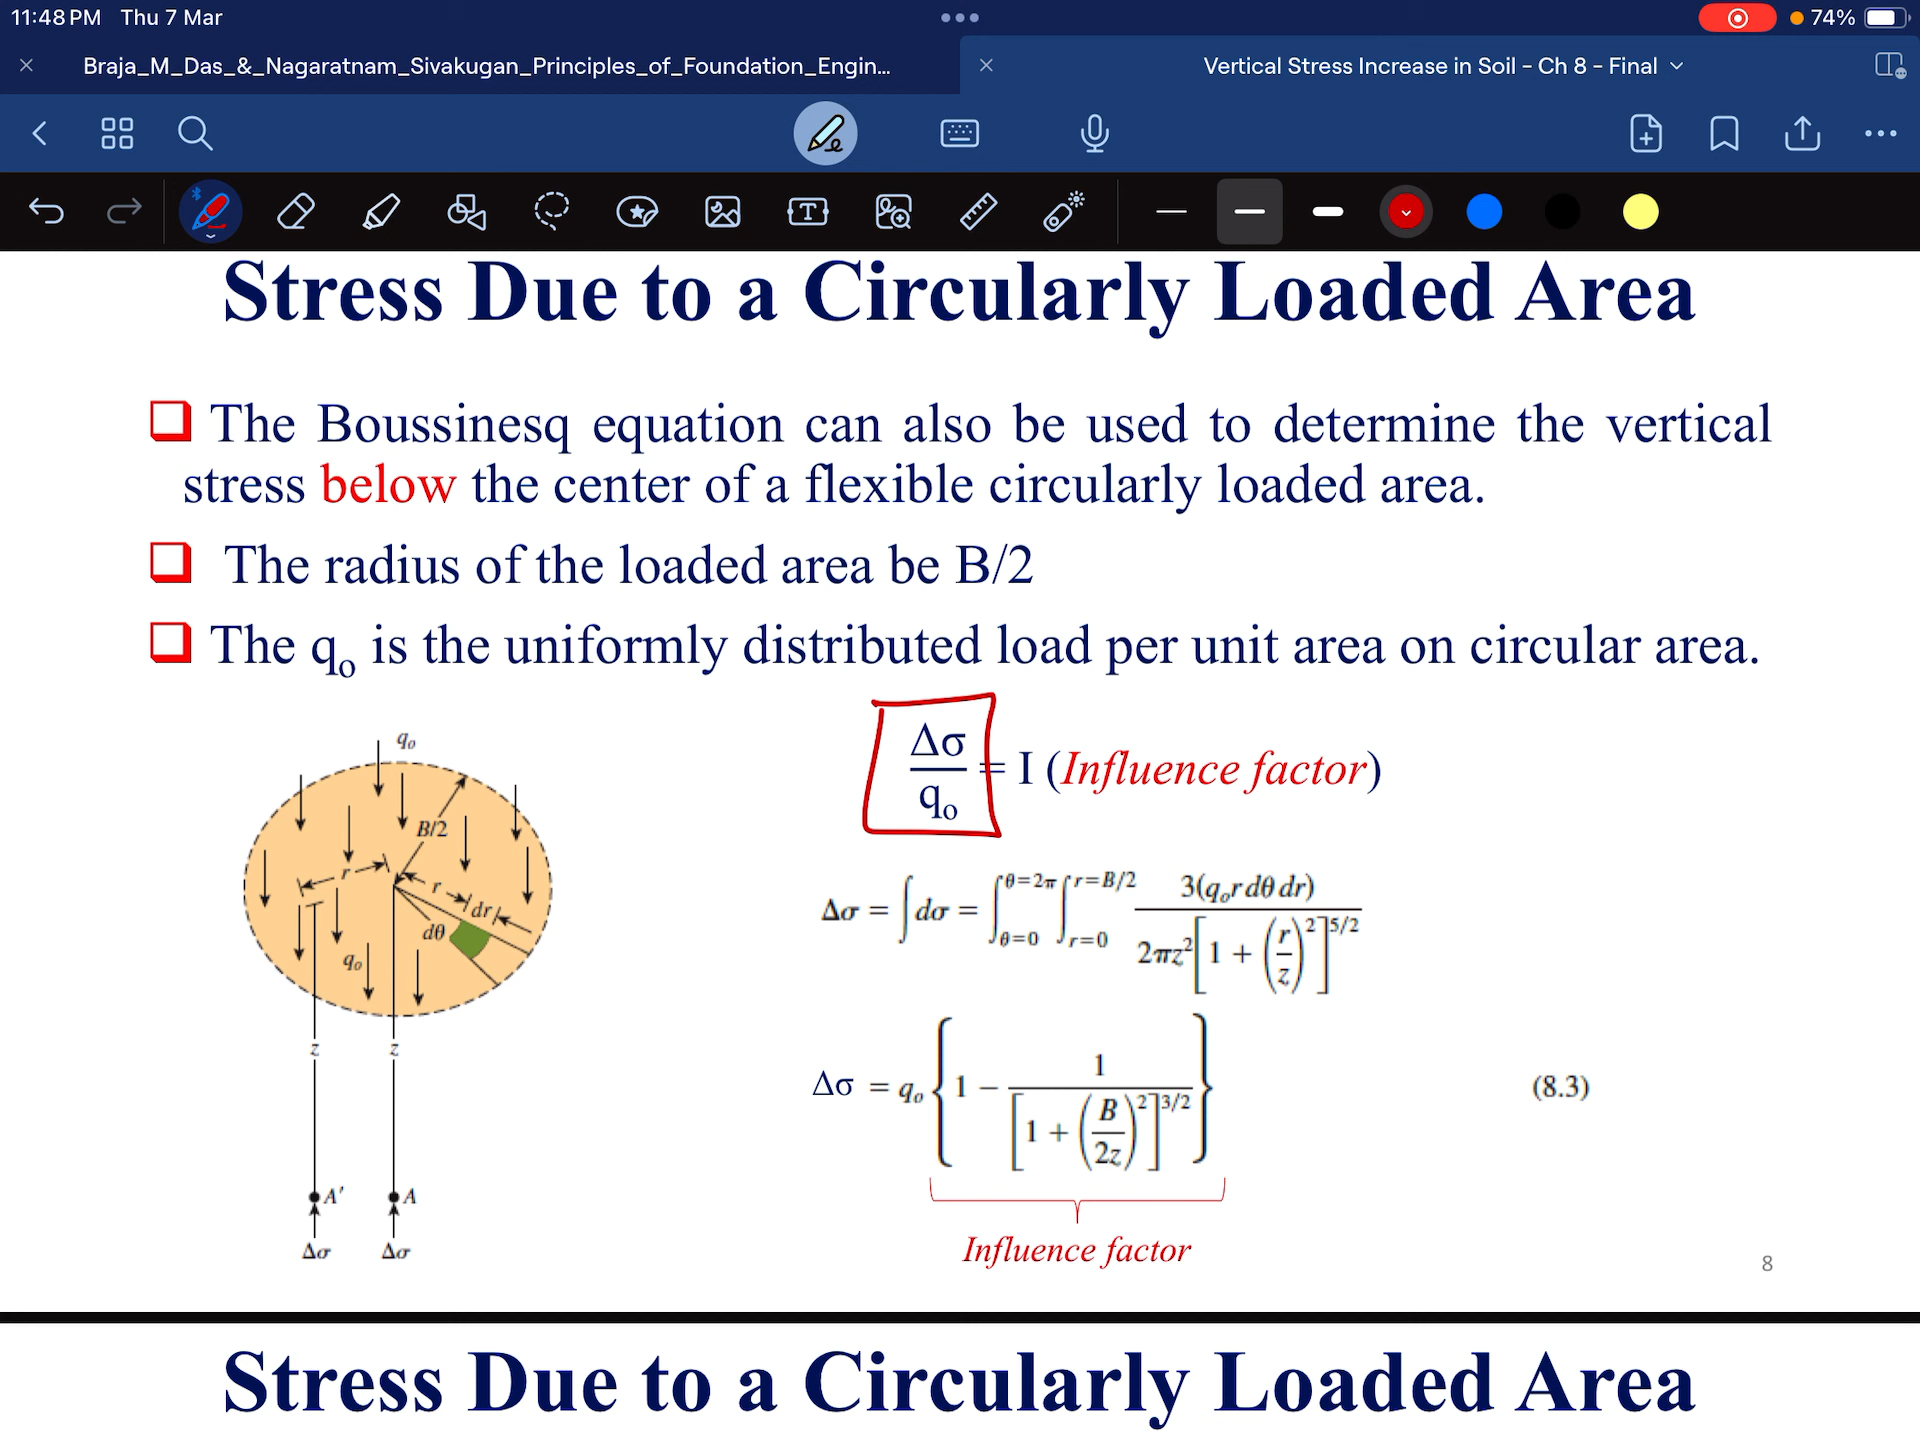 11:48 PM Thu 7 Mar
74%
Braja_M_Das_&_Nagaratnam_Sivakugan_Principles_of_Foundation_Engin...
Vertical Stress Increase in Soil - Ch 8 - Final
Stress Due to a Circularly Loaded Area
The Boussinesq equation can also be used to determine the vertical
stress below the center of a flexible circularly loaded area.
The radius of the loaded area be B/2
The qₒ is the uniformly distributed load per unit area on circular area.
Δσ/qₒ = I (Influence factor)
qₒ
B/2
r
r
dr
dθ
qₒ
z z
A′ A
Δσ Δσ
Δσ = ∫dσ = ∫θ=0^θ=2π ∫r=0^r=B/2 3(qₒr dθ dr) / 2πz²[1 + (r/z)²]^5/2
Δσ = qₒ{1 − 1/[1 + (B/2z)²]^3/2} (8.3)
Influence factor
8
Stress Due to a Circularly Loaded Area